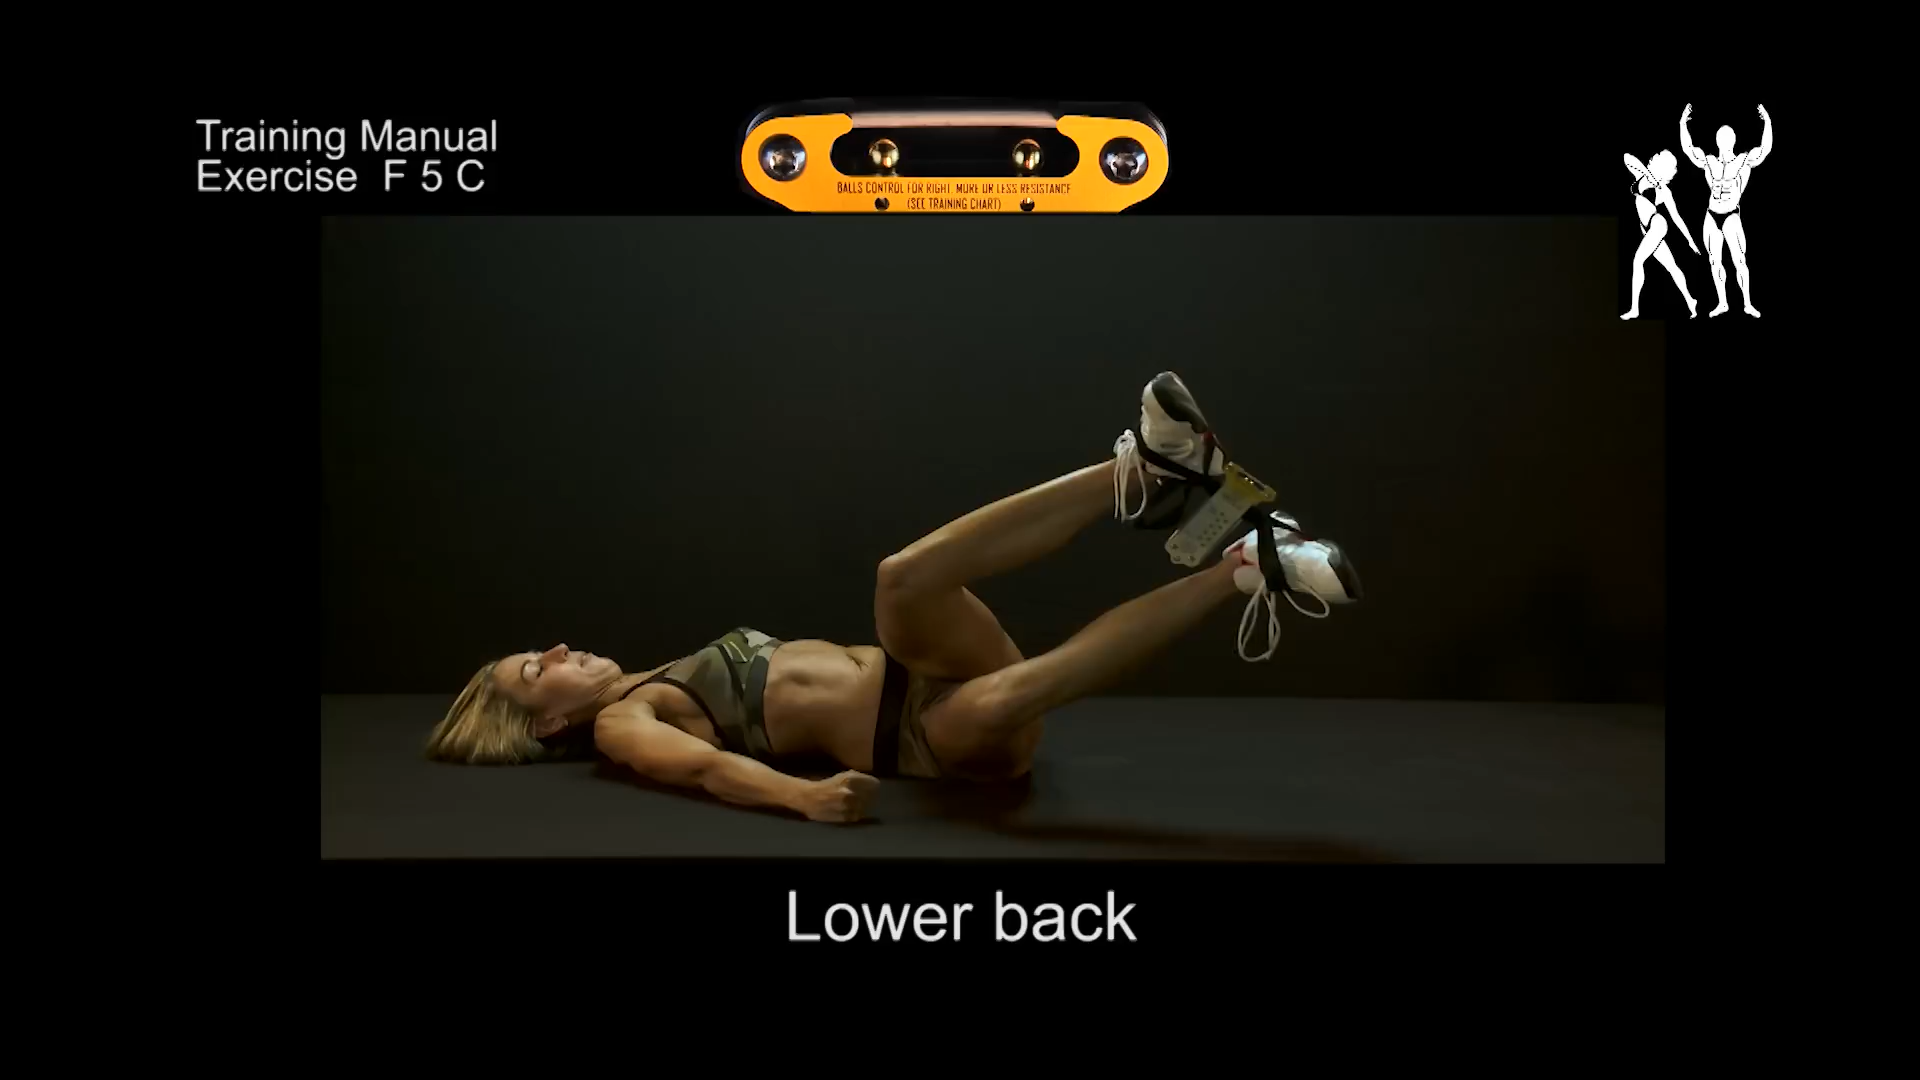 Training Manual
Exercise F 5 C
BALLS CONTROL FOR RIGHT, MORE OR LESS RESISTANCE
(SEE TRAINING CHART)
Lower back